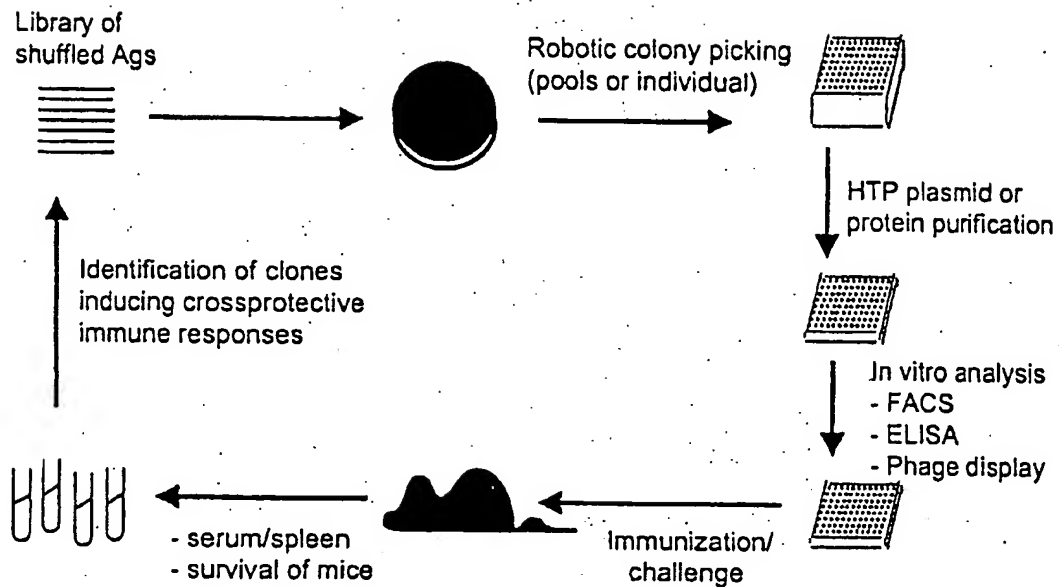 Library of
shuffled Ags
Robotic colony picking
(pools or individual)
HTP plasmid or
protein purification
In vitro analysis
- FACS
- ELISA
- Phage display
Immunization/
challenge
- serum/spleen
- survival of mice
Identification of clones
inducing crossprotective
immune responses